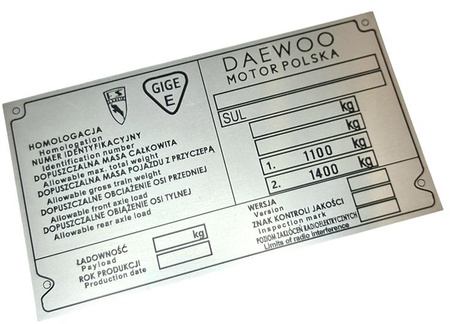 GIGE
E
HOMOLOGACJA
Homologation
NUMER IDENTYFIKACYJNY
Identification number
DOPUSZCZALNA MASA CAŁKOWITA
Allowable max. total weight
DOPUSZCZALNA MASA POJAZDU Z PRZYCZEPĄ
Allowable gross train weight
DOPUSZCZALNE OBCIAŻENIE OSI PRZEDNIEJ
Allowable front axle load
DOPUSZCZALNE OBIAŻENIE OSI TYLNEJ
Allowable rear axle load
ŁADOWNOŚĆ
Payload
kg
ROK PRODUKCJI
Production date
DAEWOO
MOTOR POLSKA
SUL
kg
kg
1. 1100 kg
2. 1400 kg
WERSJA
Version
ZNAK KONTROLI JAKOŚCI
Inspection mark
POZIOM ZAKŁÓCEŃ RADIOELEKTRYCZNYCH
Limits of radio interference